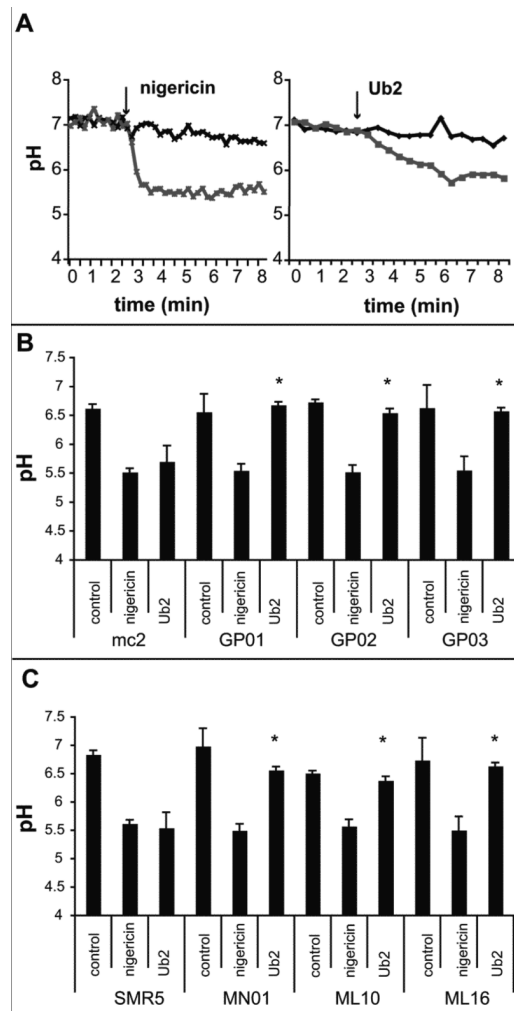 A
nigericin
Ub2
7 7
8 8
pH
6 6
5 5
4 4
0 1 2 3 4 5 6 7 8
0 1 2 3 4 5 6 7 8
time (min)
time (min)
B
7.5
7
6.5
6
5.5
5
4.5
4
pH
* * *
control nigericin Ub2 control nigericin Ub2 control nigericin Ub2 control nigericin Ub2
mc2 GP01 GP02 GP03
C
7.5
7
6.5
6
5.5
5
4.5
4
pH
* * *
control nigericin Ub2 control nigericin Ub2 control nigericin Ub2 control nigericin Ub2
SMR5 MN01 ML10 ML16